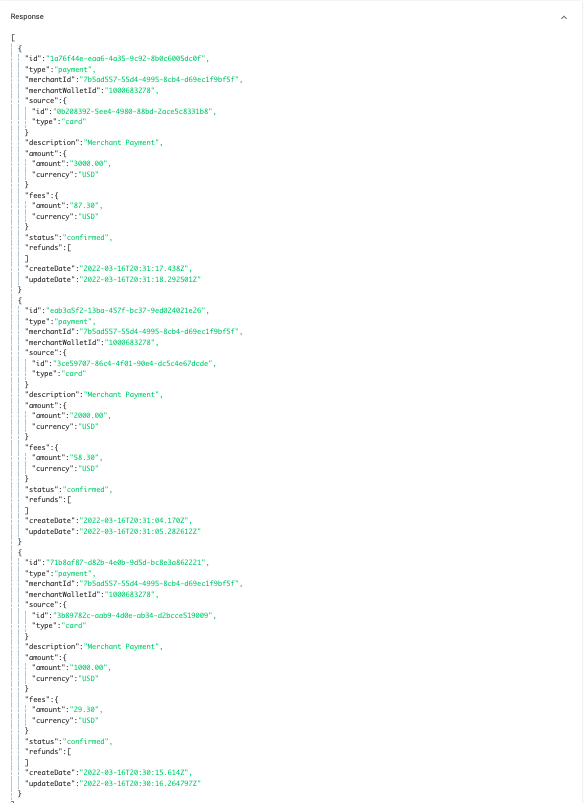 Response
[
{
"id":"1a76f44e-eaa6-4a35-9c92-8b0c6005dc0f",
"type":"payment",
"merchantId":"7b5ad557-55d4-4995-8cb4-d69ec1f9bf5f",
"merchantWalletId":"1000683278",
"source":{
"id":"0b208392-5ee4-4980-88bd-2ace5c8331b8",
"type":"card"
}
"description":"Merchant Payment",
"amount":{
"amount":"3000.00",
"currency":"USD"
}
"fees":{
"amount":"87.30",
"currency":"USD"
}
"status":"confirmed",
"refunds":[
]
"createDate":"2022-03-16T20:31:17.438Z",
"updateDate":"2022-03-16T20:31:18.292501Z"
}
{
"id":"eab3a5f2-13ba-457f-bc37-9ed024021e26",
"type":"payment",
"merchantId":"7b5ad557-55d4-4995-8cb4-d69ec1f9bf5f",
"merchantWalletId":"1000683278",
"source":{
"id":"3ce59707-86c4-4f01-90e4-dc5c4e67dcde",
"type":"card"
}
"description":"Merchant Payment",
"amount":{
"amount":"2000.00",
"currency":"USD"
}
"fees":{
"amount":"58.30",
"currency":"USD"
}
"status":"confirmed",
"refunds":[
]
"createDate":"2022-03-16T20:31:04.170Z",
"updateDate":"2022-03-16T20:31:05.282612Z"
}
{
"id":"71b8af87-d82b-4e0b-9d5d-bc8e3a862221",
"type":"payment",
"merchantId":"7b5ad557-55d4-4995-8cb4-d69ec1f9bf5f",
"merchantWalletId":"1000683278",
"source":{
"id":"3b89782c-aab9-4d0e-ab34-d2bcce519009",
"type":"card"
}
"description":"Merchant Payment",
"amount":{
"amount":"1000.00",
"currency":"USD"
}
"fees":{
"amount":"29.30",
"currency":"USD"
}
"status":"confirmed",
"refunds":[
]
"createDate":"2022-03-16T20:30:15.614Z",
"updateDate":"2022-03-16T20:30:16.264797Z"
}